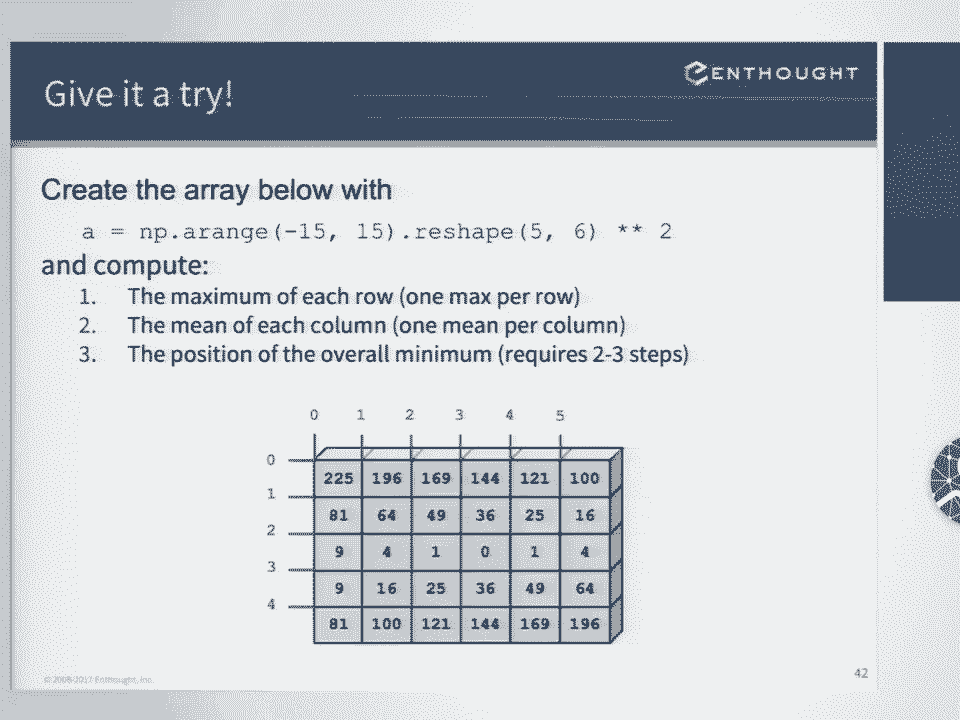 Give it a try!
ENTHOUGHT
Create the array below with
a = np.arange(-15, 15).reshape(5, 6) ** 2
and compute:
1. The maximum of each row (one max per row)
2. The mean of each column (one mean per column)
3. The position of the overall minimum (requires 2-3 steps)
0 1 2 3 4 5
0
225 196 169 144 121 100
1
81 64 49 36 25 16
2
9 4 1 0 1 4
3
9 16 25 36 49 64
4
81 100 121 144 169 196
© 2008-2017 Enthought, Inc.
42